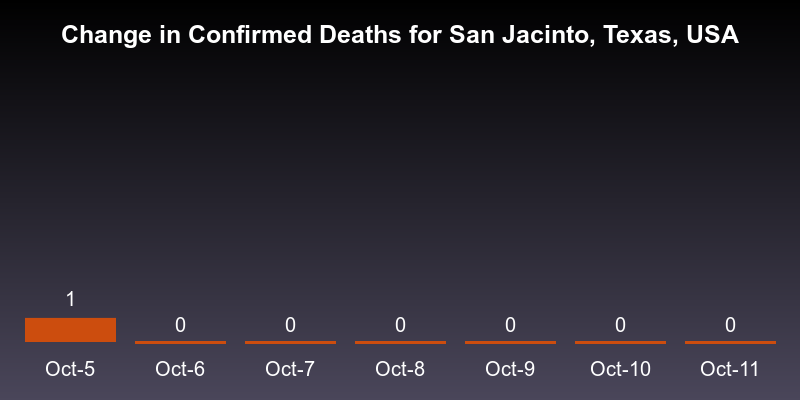 Change in Confirmed Deaths for San Jacinto, Texas, USA
1
0 0 0 0 0 0
Oct-5 Oct-6 Oct-7 Oct-8 Oct-9 Oct-10 Oct-11